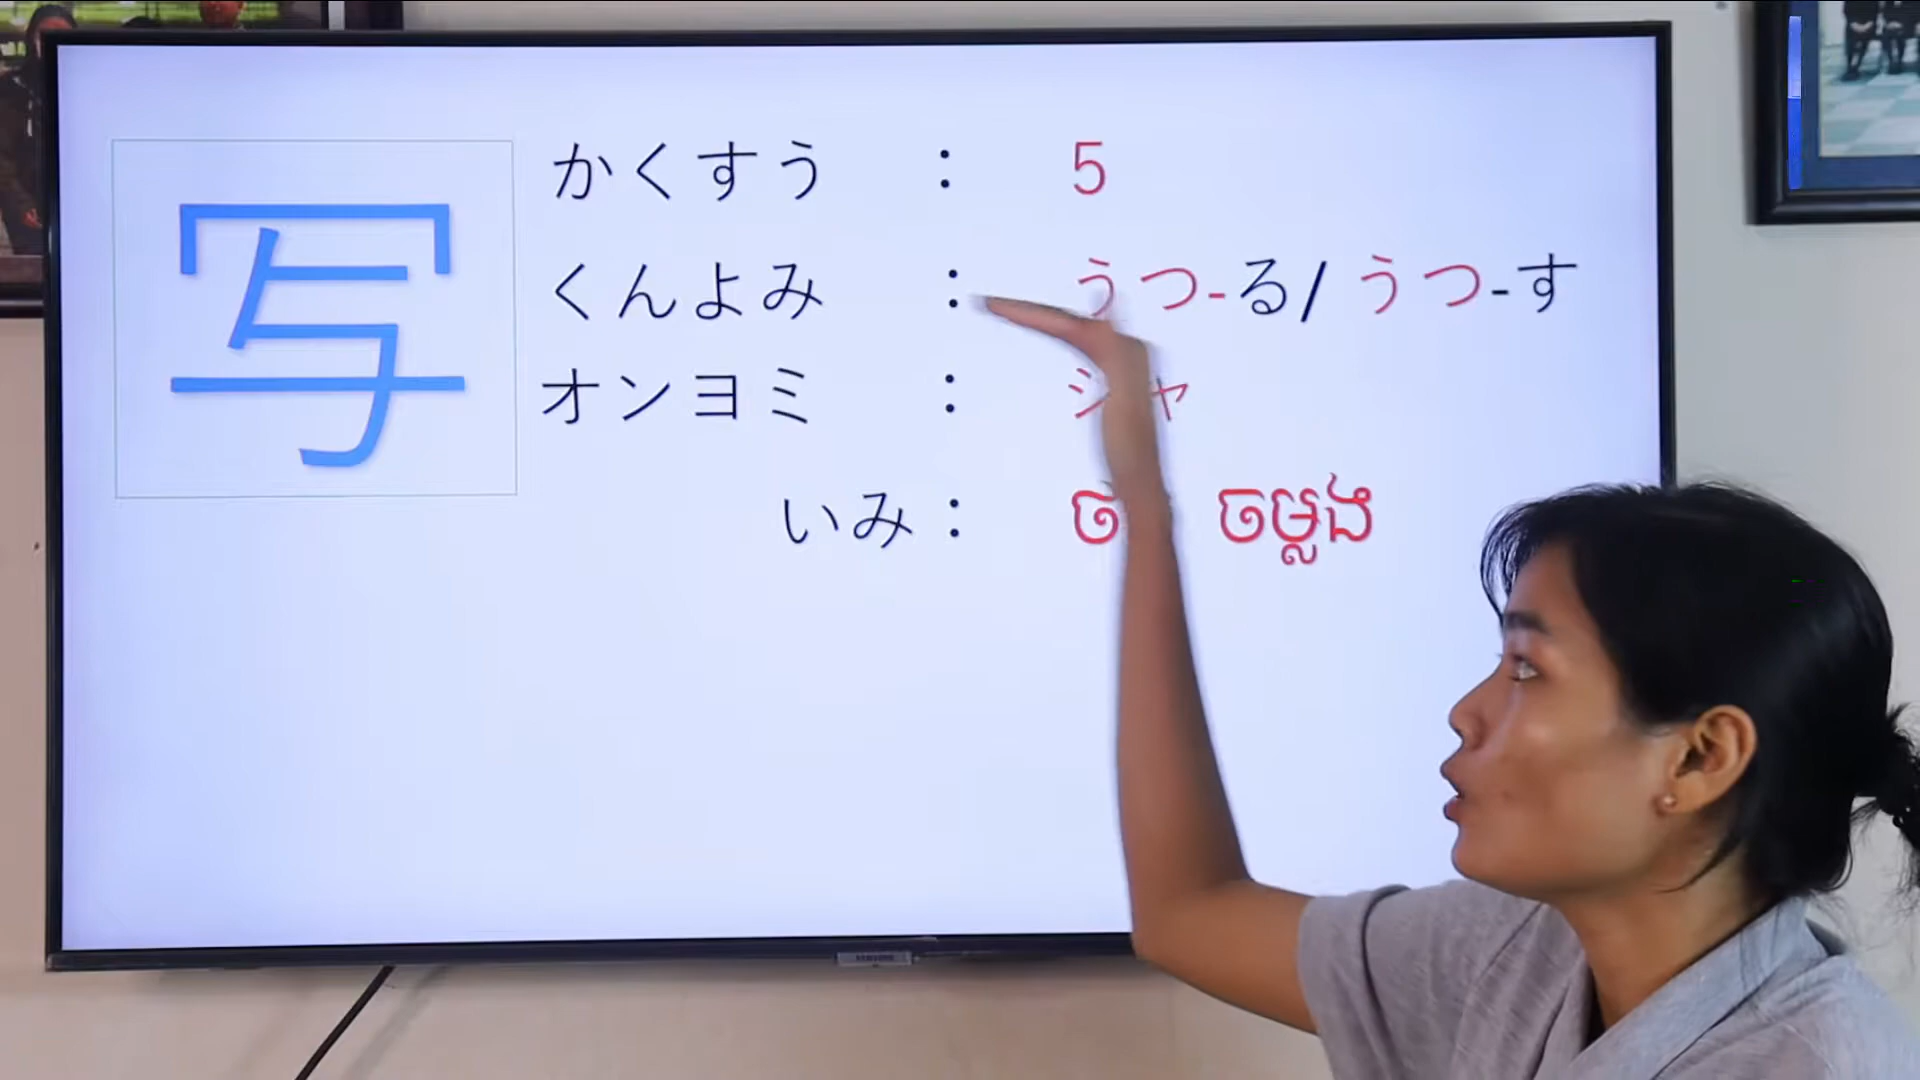 写
かくすう : 5
くんよみ : うつ-る/ うつ-す
オンヨミ : シャ
いみ : ចម្លង
SAMSUNG